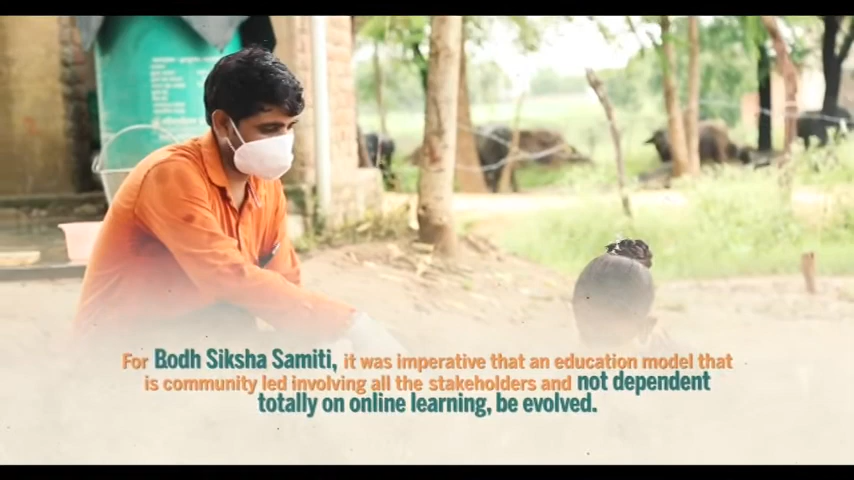 For Bodh Siksha Samiti, it was imperative that an education model that
is community led involving all the stakeholders and not dependent
totally on online learning, be evolved.